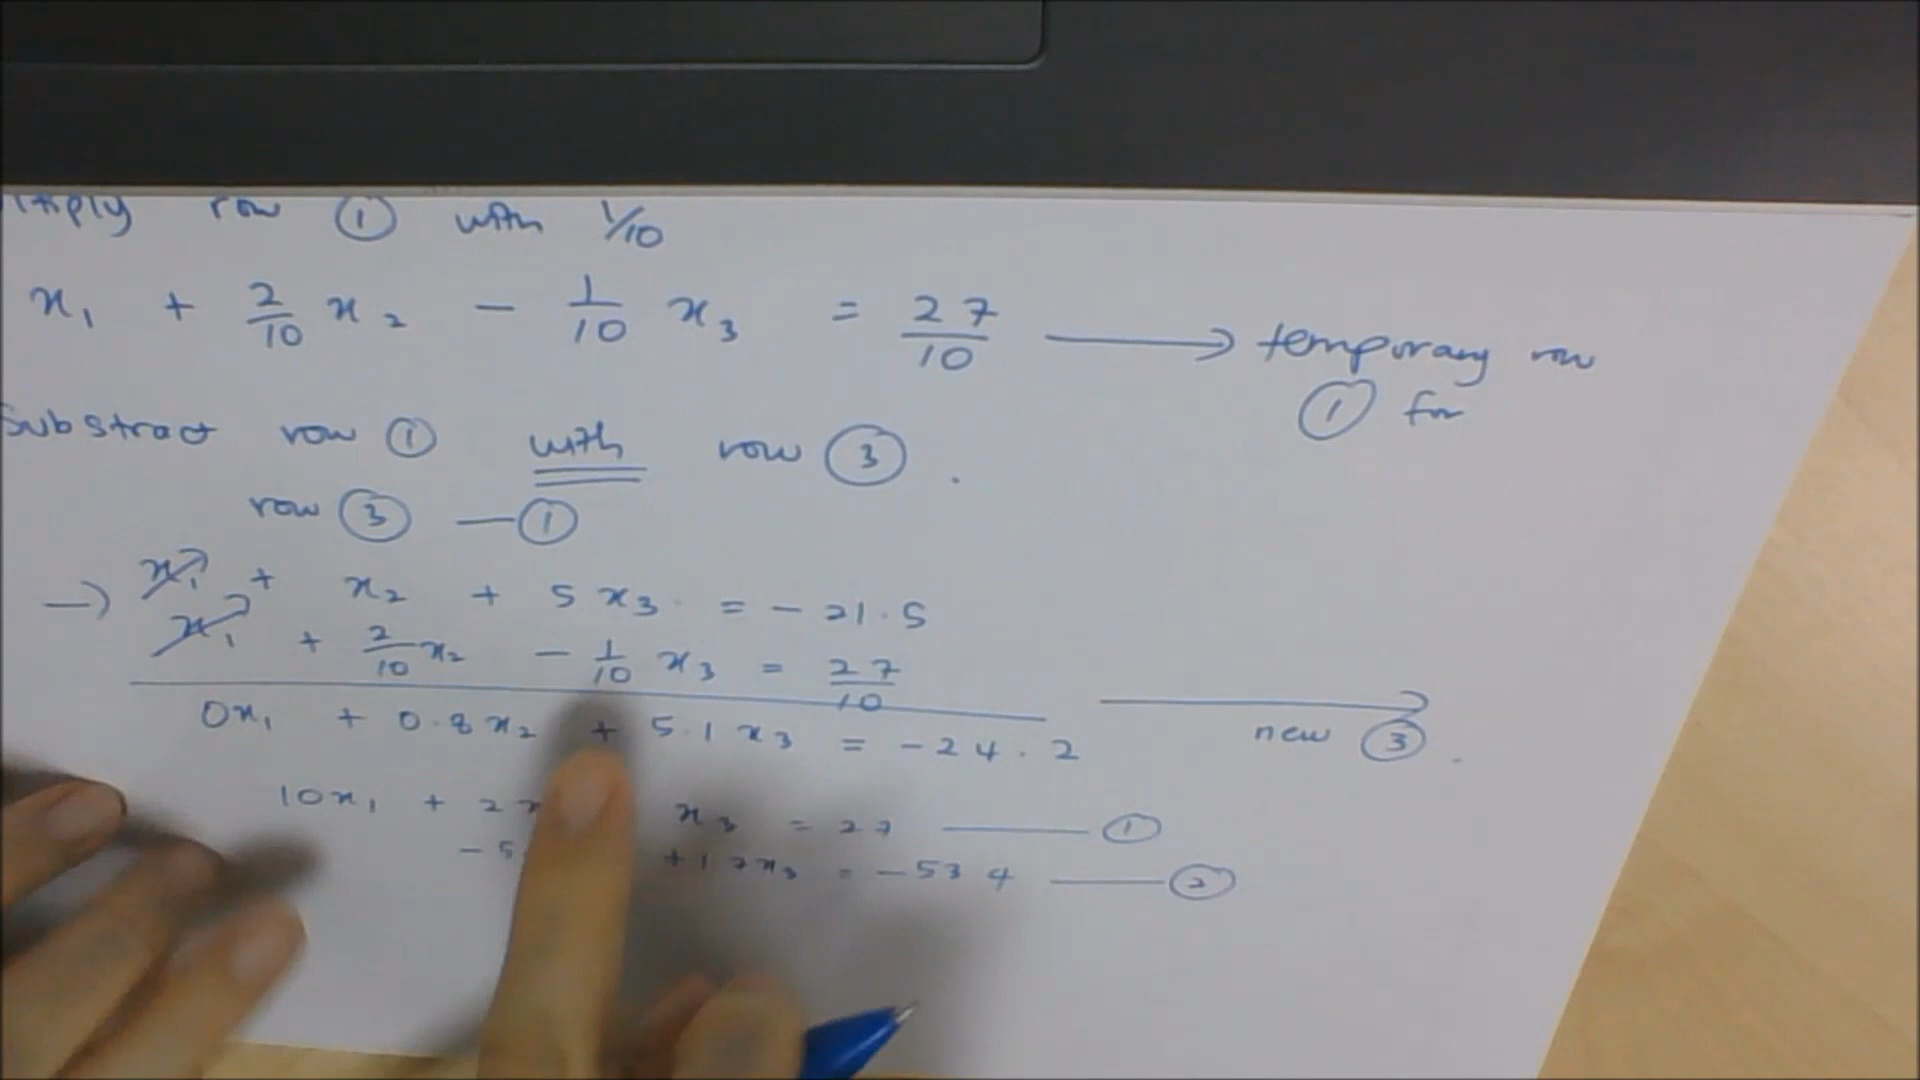 row ① with 1/10
x₁ + 2/10 x₂ - 1/10 x₃ = 27/10 → temporary row
① for
Substract row ① with row ③ .
row ③ — ①
→ x₁ + x₂ + 5x₃ = - 21.5
x₁ + 2/10 x₂ - 1/10 x₃ = 27/10
0x₁ + 0.8x₂ + 5.1x₃ = -24.2 → new ③ .
10x₁ + 2 x₃ = 27 — ①
-5 x₃ = -53 4 — ②